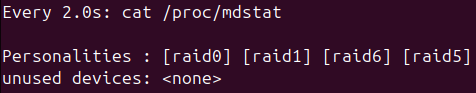 Every 2.0s: cat /proc/mdstat
Personalities : [raid0] [raid1] [raid6] [raid5]
unused devices: <none>